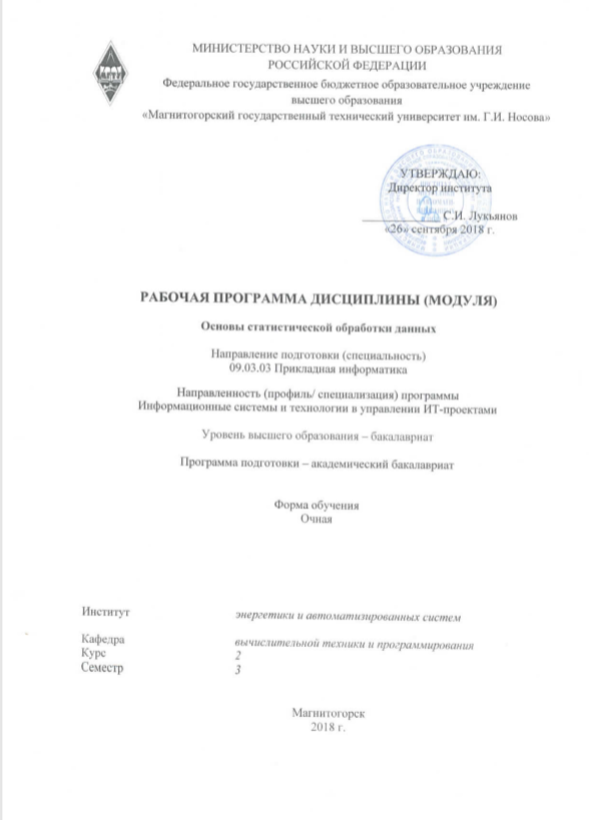 МИНИСТЕРСТВО НАУКИ И ВЫСШЕГО ОБРАЗОВАНИЯ
РОССИЙСКОЙ ФЕДЕРАЦИИ
Федеральное государственное бюджетное образовательное учреждение
высшего образования
«Магнитогорский государственный технический университет им. Г.И. Носова»
УТВЕРЖДАЮ:
Директор института
С.И. Лукьянов
«26» сентября 2018 г.
РАБОЧАЯ ПРОГРАММА ДИСЦИПЛИНЫ (МОДУЛЯ)
Основы статистической обработки данных
Направление подготовки (специальность)
09.03.03 Прикладная информатика
Направленность (профиль/ специализация) программы
Информационные системы и технологии в управлении ИТ-проектами
Уровень высшего образования – бакалавриат
Программа подготовки – академический бакалавриат
Форма обучения
Очная
Институт энергетики и автоматизированных систем
Кафедра вычислительной техники и программирования
Курс 2
Семестр 3
Магнитогорск
2018 г.